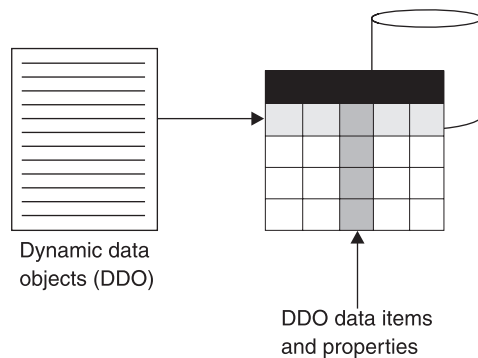 Dynamic data
objects (DDO)
DDO data items
and properties